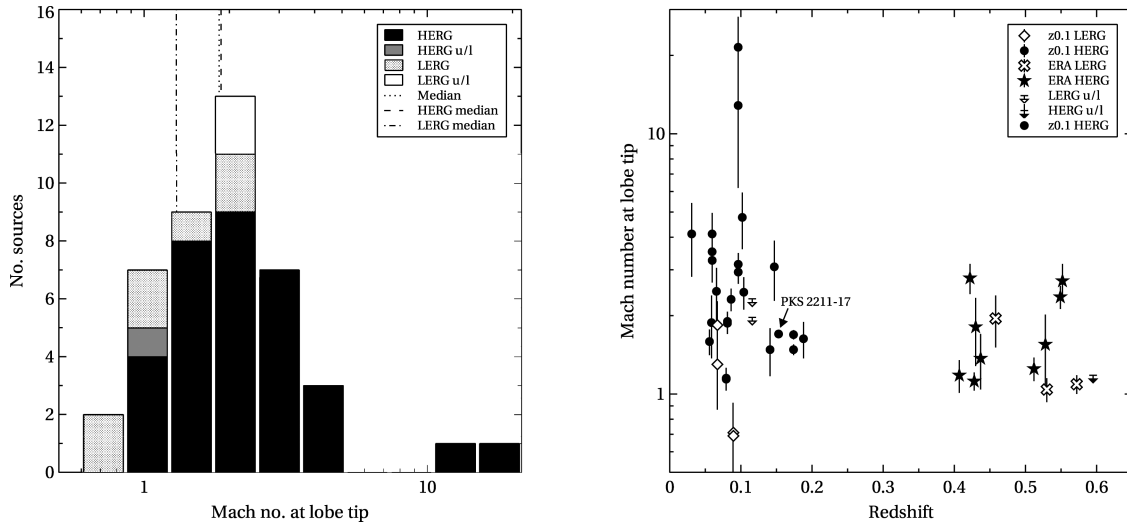 16
14
12
10
8
6
4
2
0
No. sources
1
10
Mach no. at lobe tip
HERG
HERG u/l
LERG
LERG u/l
Median
HERG median
LERG median
10
1
Mach number at lobe tip
0
0.1
0.2
0.3
0.4
0.5
0.6
Redshift
PKS 2211-17
z0.1 LERG
z0.1 HERG
ERA LERG
ERA HERG
LERG u/l
HERG u/l
z0.1 HERG